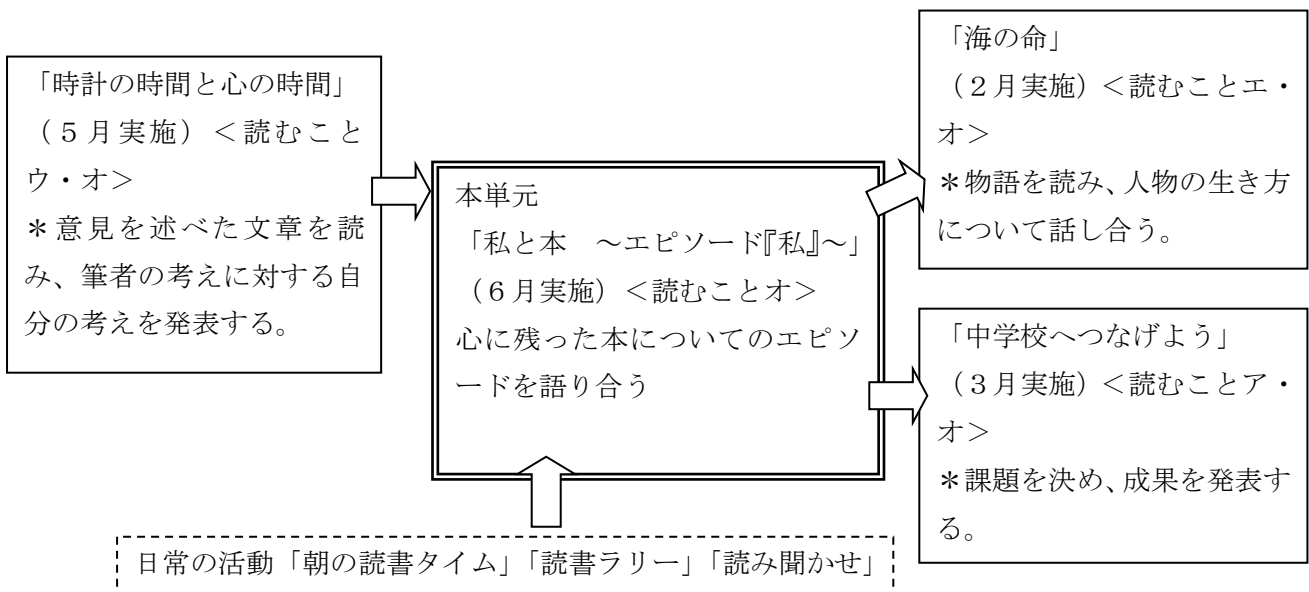 「時計の時間と心の時間」
（５月実施）＜読むこと
ウ・オ＞
＊意見を述べた文章を読
み、筆者の考えに対する自
分の考えを発表する。
本単元
「私と本　～エピソード『私』～」
（６月実施）＜読むことオ＞
心に残った本についてのエピソ
ードを語り合う
「海の命」
（２月実施）＜読むことエ・
オ＞
＊物語を読み、人物の生き方
について話し合う。
「中学校へつなげよう」
（３月実施）＜読むことア・
オ＞
＊課題を決め、成果を発表す
る。
日常の活動「朝の読書タイム」「読書ラリー」「読み聞かせ」